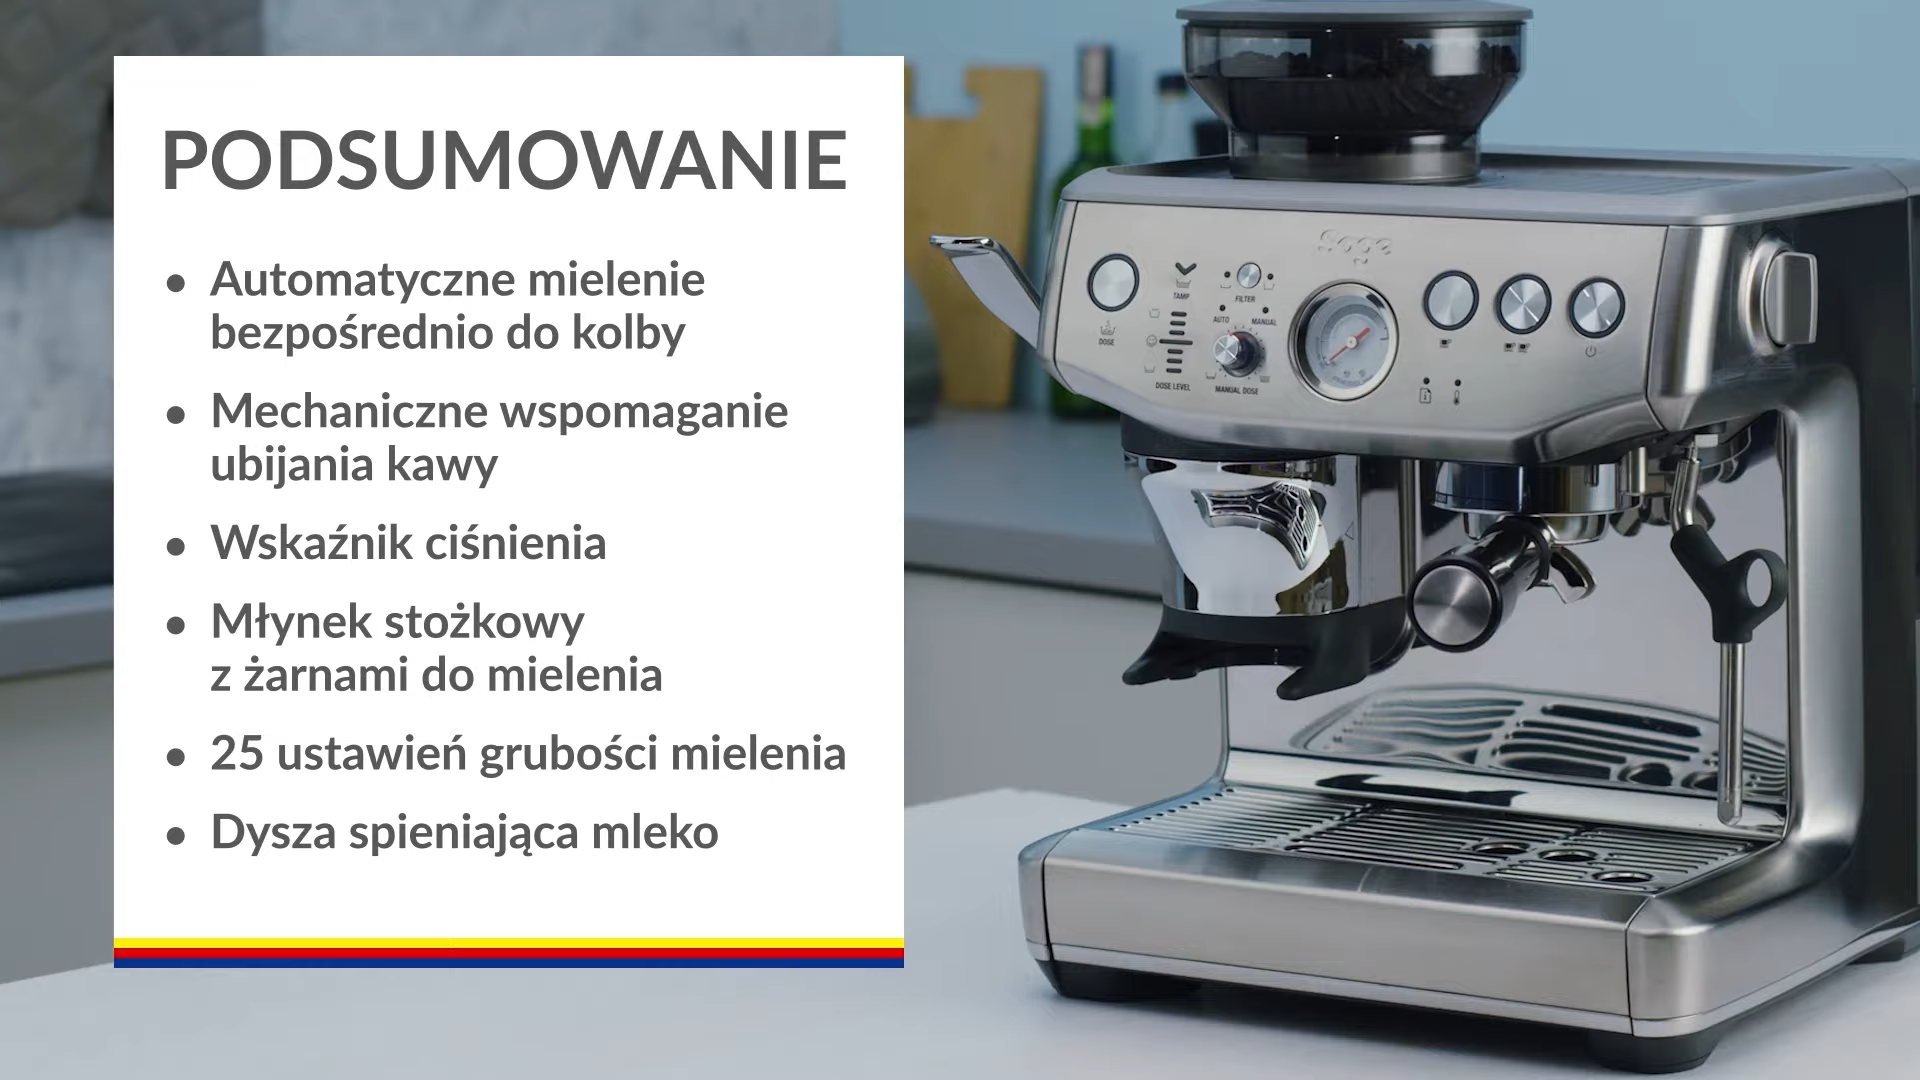 PODSUMOWANIE
• Automatyczne mielenie
bezpośrednio do kolby
• Mechaniczne wspomaganie
ubijania kawy
• Wskaźnik ciśnienia
• Młynek stożkowy
z żarnami do mielenia
• 25 ustawień grubości mielenia
• Dysza spieniająca mleko
Sage
TAMP
FILTER
AUTO
MANUAL
DOSE
DOSE LEVEL
MANUAL DOSE